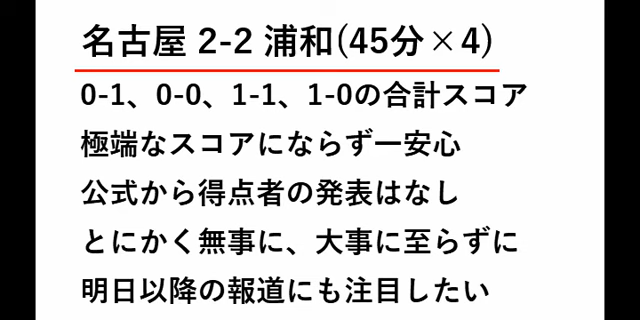 名古屋 2-2 浦和(45分×4)
0-1、0-0、1-1、1-0の合計スコア
極端なスコアにならず一安心
公式から得点者の発表はなし
とにかく無事に、大事に至らずに
明日以降の報道にも注目したい